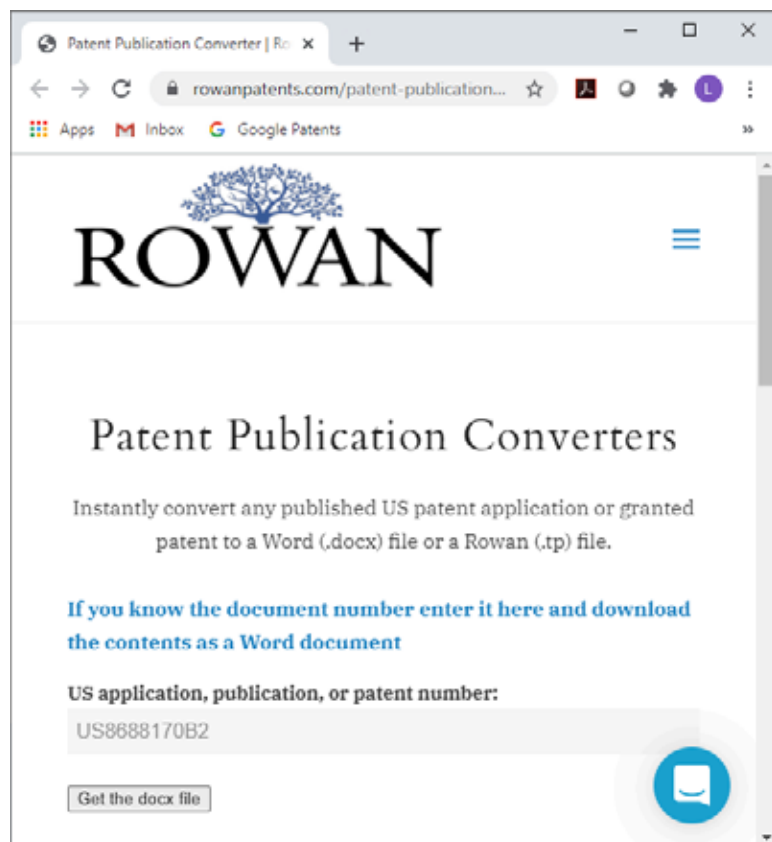 Patent Publication Converter | Ro
rowanpatents.com/patent-publication...
L
Apps Inbox Google Patents »
ROWAN
Patent Publication Converters
Instantly convert any published US patent application or granted
patent to a Word (.docx) file or a Rowan (.tp) file.
If you know the document number enter it here and download
the contents as a Word document
US application, publication, or patent number:
US8688170B2
Get the docx file